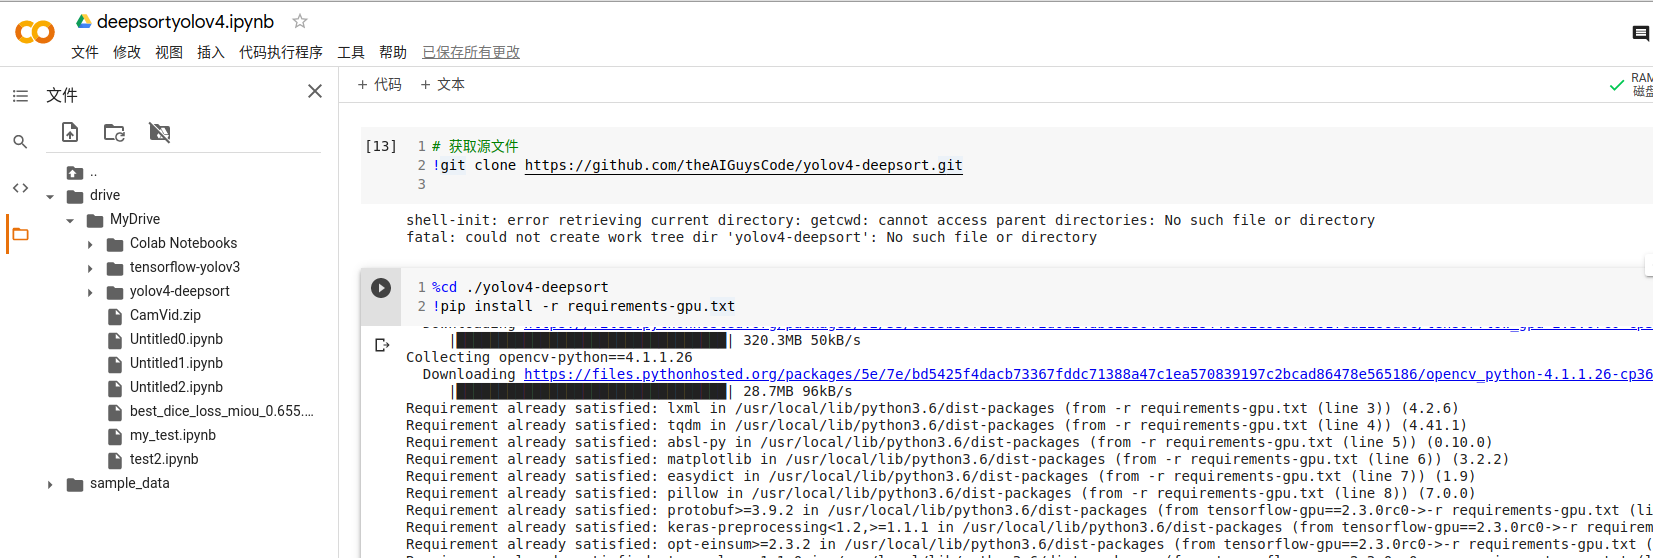 deepsortyolov4.ipynb
文件 修改 视图 插入 代码执行程序 工具 帮助 已保存所有更改
文件
+ 代码 + 文本
RAM
磁盘
..
drive
MyDrive
Colab Notebooks
tensorflow-yolov3
yolov4-deepsort
CamVid.zip
Untitled0.ipynb
Untitled1.ipynb
Untitled2.ipynb
best_dice_loss_miou_0.655....
my_test.ipynb
test2.ipynb
sample_data
[13] 1 # 获取源文件
2 !git clone https://github.com/theAIGuysCode/yolov4-deepsort.git
3
shell-init: error retrieving current directory: getcwd: cannot access parent directories: No such file or directory
fatal: could not create work tree dir 'yolov4-deepsort': No such file or directory
1 %cd ./yolov4-deepsort
2 !pip install -r requirements-gpu.txt
320.3MB 50kB/s
Collecting opencv-python==4.1.1.26
Downloading https://files.pythonhosted.org/packages/5e/7e/bd5425f4dacb73367fddc71388a47c1ea570839197c2bcad86478e565186/opencv_python-4.1.1.26-cp36
28.7MB 96kB/s
Requirement already satisfied: lxml in /usr/local/lib/python3.6/dist-packages (from -r requirements-gpu.txt (line 3)) (4.2.6)
Requirement already satisfied: tqdm in /usr/local/lib/python3.6/dist-packages (from -r requirements-gpu.txt (line 4)) (4.41.1)
Requirement already satisfied: absl-py in /usr/local/lib/python3.6/dist-packages (from -r requirements-gpu.txt (line 5)) (0.10.0)
Requirement already satisfied: matplotlib in /usr/local/lib/python3.6/dist-packages (from -r requirements-gpu.txt (line 6)) (3.2.2)
Requirement already satisfied: easydict in /usr/local/lib/python3.6/dist-packages (from -r requirements-gpu.txt (line 7)) (1.9)
Requirement already satisfied: pillow in /usr/local/lib/python3.6/dist-packages (from -r requirements-gpu.txt (line 8)) (7.0.0)
Requirement already satisfied: protobuf>=3.9.2 in /usr/local/lib/python3.6/dist-packages (from tensorflow-gpu==2.3.0rc0->-r requirements-gpu.txt (li
Requirement already satisfied: keras-preprocessing<1.2,>=1.1.1 in /usr/local/lib/python3.6/dist-packages (from tensorflow-gpu==2.3.0rc0->-r requirem
Requirement already satisfied: opt-einsum>=2.3.2 in /usr/local/lib/python3.6/dist-packages (from tensorflow-gpu==2.3.0rc0->-r requirements-gpu.txt (